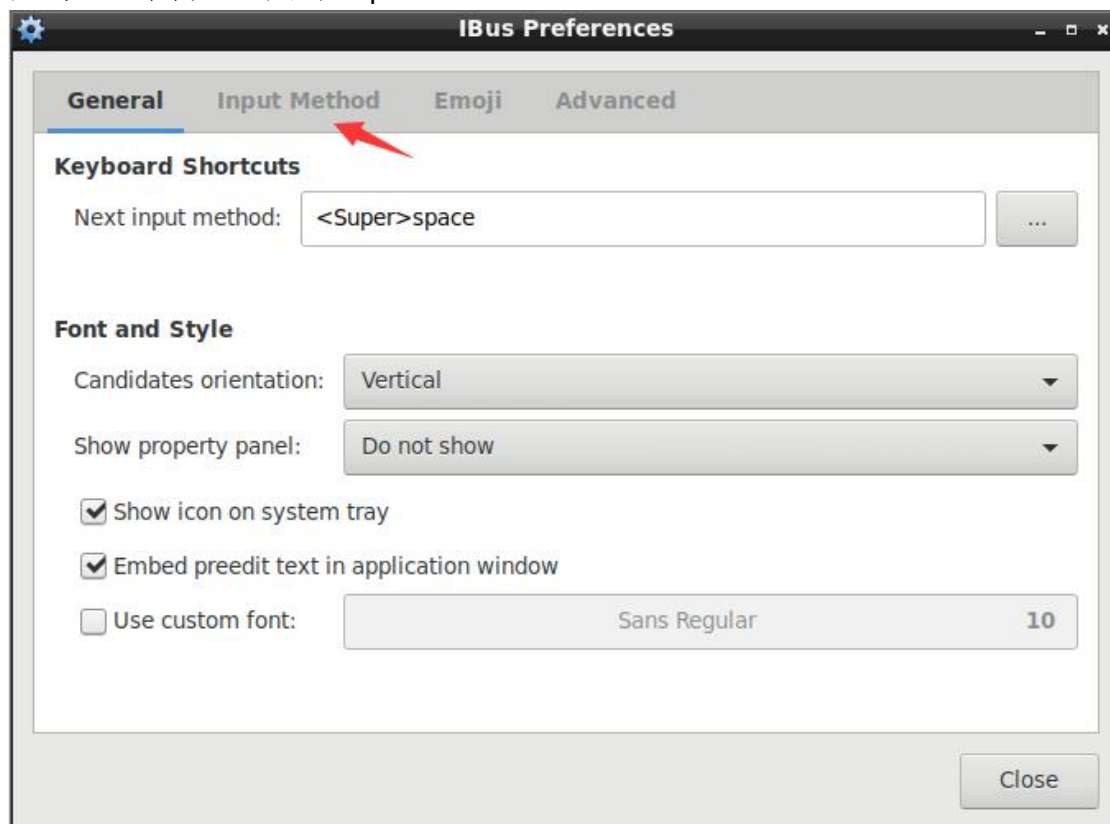 IBus Preferences
General Input Method Emoji Advanced
Keyboard Shortcuts
Next input method: <Super>space ...
Font and Style
Candidates orientation: Vertical
Show property panel: Do not show
Show icon on system tray
Embed preedit text in application window
Use custom font: Sans Regular 10
Close